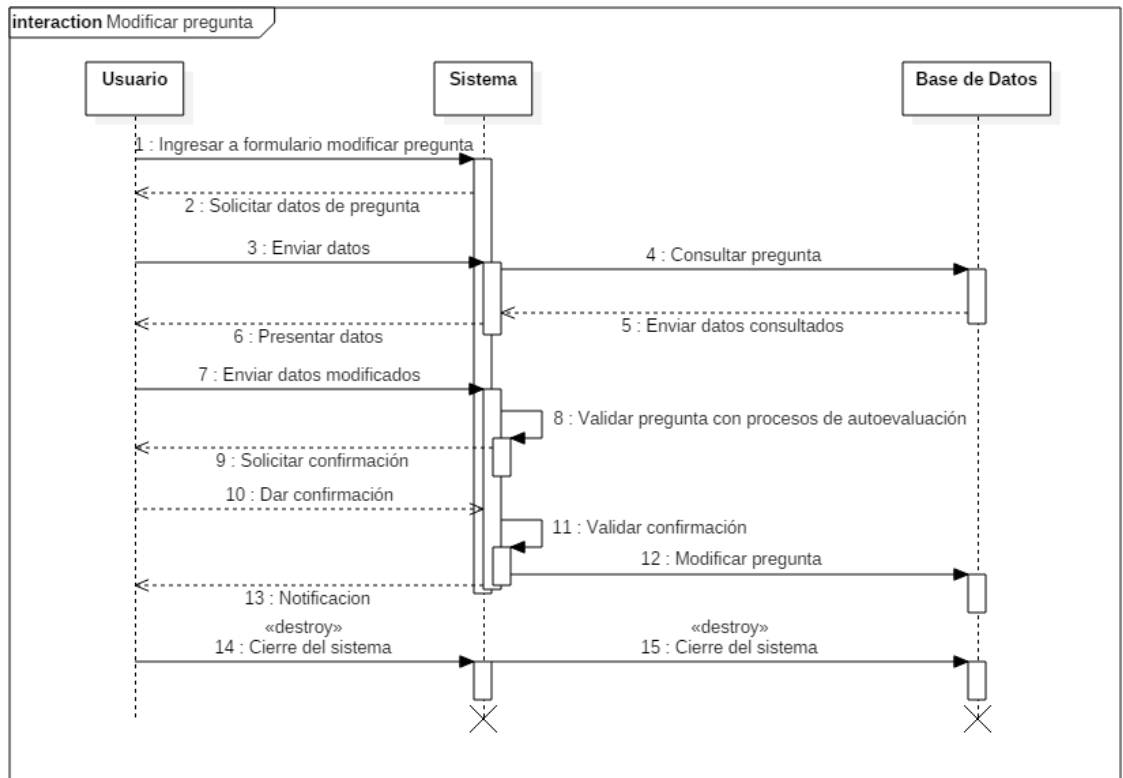 interaction Modificar pregunta
Usuario
Sistema
Base de Datos
1 : Ingresar a formulario modificar pregunta
2 : Solicitar datos de pregunta
3 : Enviar datos
4 : Consultar pregunta
5 : Enviar datos consultados
6 : Presentar datos
7 : Enviar datos modificados
8 : Validar pregunta con procesos de autoevaluación
9 : Solicitar confirmación
10 : Dar confirmación
11 : Validar confirmación
12 : Modificar pregunta
13 : Notificacion
«destroy»
14 : Cierre del sistema
«destroy»
15 : Cierre del sistema